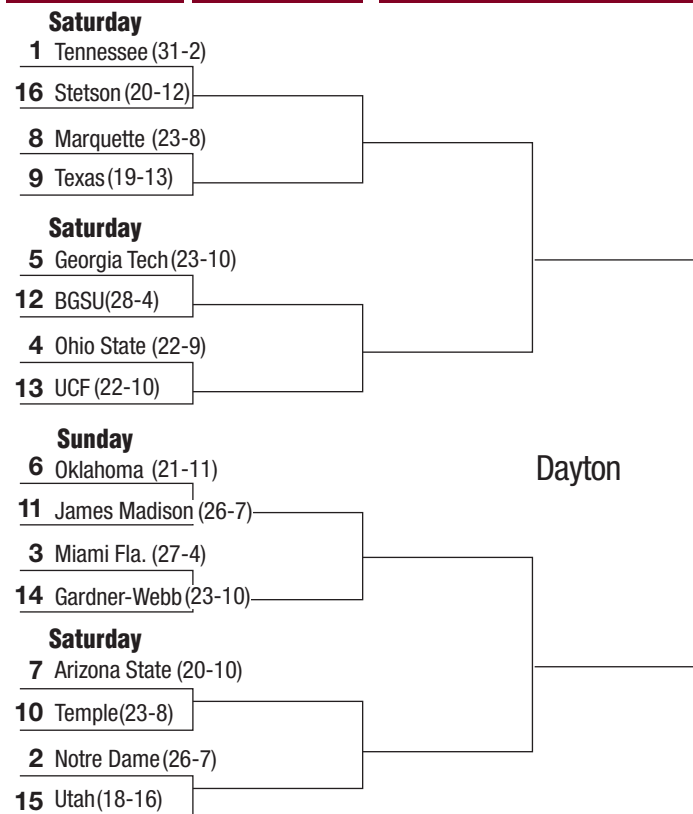 Saturday
1 Tennessee (31-2)
16 Stetson (20-12)
8 Marquette (23-8)
9 Texas (19-13)
Saturday
5 Georgia Tech (23-10)
12 BGSU (28-4)
4 Ohio State (22-9)
13 UCF (22-10)
Sunday
6 Oklahoma (21-11)
Dayton
11 James Madison (26-7)
3 Miami Fla. (27-4)
14 Gardner-Webb (23-10)
Saturday
7 Arizona State (20-10)
10 Temple (23-8)
2 Notre Dame (26-7)
15 Utah (18-16)